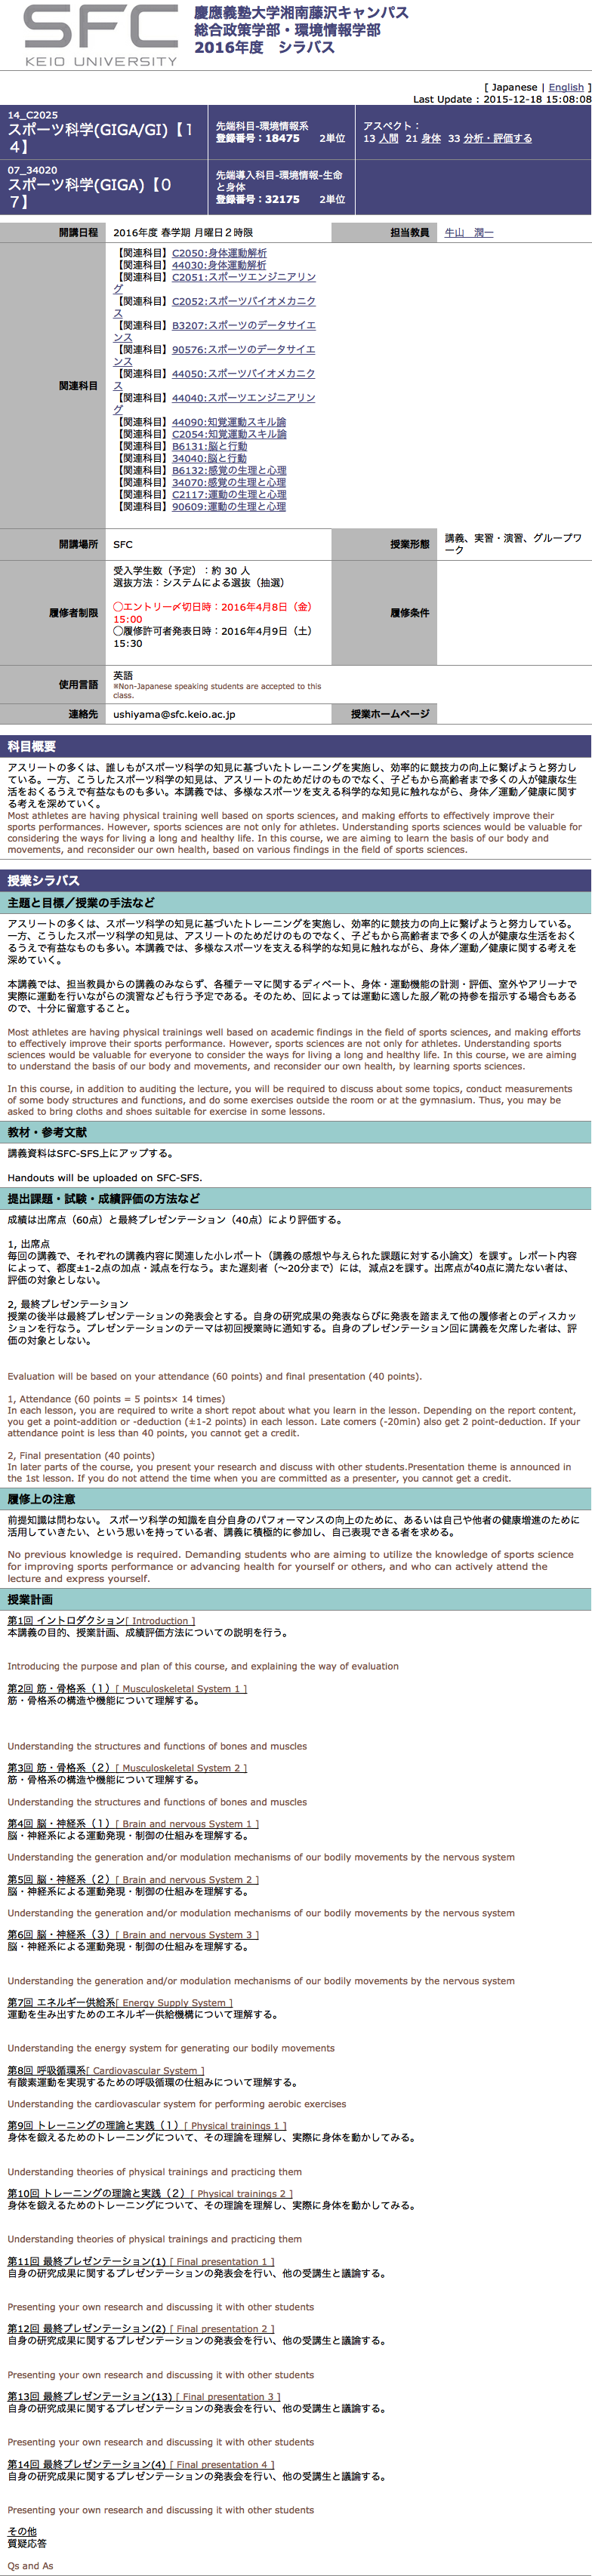 SFC
KEIO UNIVERSITY
慶應義塾大学湘南藤沢キャンパス
総合政策学部・環境情報学部
2016年度　シラバス
[ Japanese | English ]
Last Update : 2015-12-18 15:08:08
14_C2025
スポーツ科学(GIGA/GI)【１
４】
先端科目-環境情報系
登録番号：18475　　2単位
アスペクト：
13 人間　21 身体　33 分析・評価する
07_34020
スポーツ科学(GIGA)【０
７】
先端導入科目-環境情報-生命
と身体
登録番号：32175　　2単位
開講日程
2016年度 春学期 月曜日２時限
担当教員
牛山　潤一
関連科目
【関連科目】C2050:身体運動解析
【関連科目】44030:身体運動解析
【関連科目】C2051:スポーツエンジニアリン
グ
【関連科目】C2052:スポーツバイオメカニク
ス
【関連科目】B3207:スポーツのデータサイエ
ンス
【関連科目】90576:スポーツのデータサイエ
ンス
【関連科目】44050:スポーツバイオメカニク
ス
【関連科目】44040:スポーツエンジニアリン
グ
【関連科目】44090:知覚運動スキル論
【関連科目】C2054:知覚運動スキル論
【関連科目】B6131:脳と行動
【関連科目】34040:脳と行動
【関連科目】B6132:感覚の生理と心理
【関連科目】34070:感覚の生理と心理
【関連科目】C2117:運動の生理と心理
【関連科目】90609:運動の生理と心理
開講場所
SFC
授業形態
講義、実習・演習、グループワ
ーク
履修者制限
受入学生数（予定）：約 30 人
選抜方法：システムによる選抜（抽選）
◯エントリー〆切日時：2016年4月8日（金）
15:00
◯履修許可者発表日時：2016年4月9日（土）
15:30
履修条件
使用言語
英語
※Non-Japanese speaking students are accepted to this
class.
連絡先
ushiyama@sfc.keio.ac.jp
授業ホームページ
科目概要
アスリートの多くは、誰しもがスポーツ科学の知見に基づいたトレーニングを実施し、効率的に競技力の向上に繋げようと努力し
ている。一方、こうしたスポーツ科学の知見は、アスリートのためだけのものでなく、子どもから高齢者まで多くの人が健康な生
活をおくるうえで有益なものも多い。本講義では、多様なスポーツを支える科学的な知見に触れながら、身体／運動／健康に関す
る考えを深めていく。
Most athletes are having physical training well based on sports sciences, and making efforts to effectively improve their
sports performances. However, sports sciences are not only for athletes. Understanding sports sciences would be valuable for
considering the ways for living a long and healthy life. In this course, we are aiming to learn the basis of our body and
movements, and reconsider our own health, based on various findings in the field of sports sciences.
授業シラバス
主題と目標／授業の手法など
アスリートの多くは、スポーツ科学の知見に基づいたトレーニングを実施し、効率的に競技力の向上に繋げようと努力している。
一方、こうしたスポーツ科学の知見は、アスリートのためだけのものでなく、子どもから高齢者まで多くの人が健康な生活をおく
るうえで有益なものも多い。本講義では、多様なスポーツを支える科学的な知見に触れながら、身体／運動／健康に関する考えを
深めていく。
本講義では、担当教員からの講義のみならず、各種テーマに関するディベート、身体・運動機能の計測・評価、室外やアリーナで
実際に運動を行いながらの演習なども行う予定である。そのため、回によっては運動に適した服／靴の持参を指示する場合もある
ので、十分に留意すること。
Most athletes are having physical trainings well based on academic findings in the field of sports sciences, and making efforts
to effectively improve their sports performance. However, sports sciences are not only for athletes. Understanding sports
sciences would be valuable for everyone to consider the ways for living a long and healthy life. In this course, we are aiming
to understand the basis of our body and movements, and reconsider our own health, by learning sports sciences.
In this course, in addition to auditing the lecture, you will be required to discuss about some topics, conduct measurements
of some body structures and functions, and do some exercises outside the room or at the gymnasium. Thus, you may be
asked to bring cloths and shoes suitable for exercise in some lessons.
教材・参考文献
講義資料はSFC-SFS上にアップする。
Handouts will be uploaded on SFC-SFS.
提出課題・試験・成績評価の方法など
成績は出席点（60点）と最終プレゼンテーション（40点）により評価する。
1, 出席点
毎回の講義で、それぞれの講義内容に関連した小レポート（講義の感想や与えられた課題に対する小論文）を課す。レポート内容
によって、都度±1-2点の加点・減点を行なう。また遅刻者（〜20分まで）には，減点2を課す。出席点が40点に満たない者は、
評価の対象としない。
2, 最終プレゼンテーション
授業の後半は最終プレゼンテーションの発表会とする。自身の研究成果の発表ならびに発表を踏まえて他の履修者とのディスカッ
ションを行なう。プレゼンテーションのテーマは初回授業時に通知する。自身のプレゼンテーション回に講義を欠席した者は、評
価の対象としない。
Evaluation will be based on your attendance (60 points) and final presentation (40 points).
1, Attendance (60 points = 5 points× 14 times)
In each lesson, you are required to write a short repot about what you learn in the lesson. Depending on the report content,
you get a point-addition or -deduction (±1-2 points) in each lesson. Late comers (-20min) also get 2 point-deduction. If your
attendance point is less than 40 points, you cannot get a credit.
2, Final presentation (40 points)
In later parts of the course, you present your research and discuss with other students.Presentation theme is announced in
the 1st lesson. If you do not attend the time when you are committed as a presenter, you cannot get a credit.
履修上の注意
前提知識は問わない。 スポーツ科学の知識を自分自身のパフォーマンスの向上のために、あるいは自己や他者の健康増進のために
活用していきたい、という思いを持っている者、講義に積極的に参加し、自己表現できる者を求める。
No previous knowledge is required. Demanding students who are aiming to utilize the knowledge of sports science
for improving sports performance or advancing health for yourself or others, and who can actively attend the
lecture and express yourself.
授業計画
第1回 イントロダクション[ Introduction ]
本講義の目的、授業計画、成績評価方法についての説明を行う。
Introducing the purpose and plan of this course, and explaining the way of evaluation
第2回 筋・骨格系（1）[ Musculoskeletal System 1 ]
筋・骨格系の構造や機能について理解する。
Understanding the structures and functions of bones and muscles
第3回 筋・骨格系（２）[ Musculoskeletal System 2 ]
筋・骨格系の構造や機能について理解する。
Understanding the structures and functions of bones and muscles
第4回 脳・神経系（1）[ Brain and nervous System 1 ]
脳・神経系による運動発現・制御の仕組みを理解する。
Understanding the generation and/or modulation mechanisms of our bodily movements by the nervous system
第5回 脳・神経系（２）[ Brain and nervous System 2 ]
脳・神経系による運動発現・制御の仕組みを理解する。
Understanding the generation and/or modulation mechanisms of our bodily movements by the nervous system
第6回 脳・神経系（３）[ Brain and nervous System 3 ]
脳・神経系による運動発現・制御の仕組みを理解する。
Understanding the generation and/or modulation mechanisms of our bodily movements by the nervous system
第7回 エネルギー供給系[ Energy Supply System ]
運動を生み出すためのエネルギー供給機構について理解する。
Understanding the energy system for generating our bodily movements
第8回 呼吸循環系[ Cardiovascular System ]
有酸素運動を実現するための呼吸循環の仕組みについて理解する。
Understanding the cardiovascular system for performing aerobic exercises
第9回 トレーニングの理論と実践（1）[ Physical trainings 1 ]
身体を鍛えるためのトレーニングについて、その理論を理解し、実際に身体を動かしてみる。
Understanding theories of physical trainings and practicing them
第10回 トレーニングの理論と実践（２）[ Physical trainings 2 ]
身体を鍛えるためのトレーニングについて、その理論を理解し、実際に身体を動かしてみる。
Understanding theories of physical trainings and practicing them
第11回 最終プレゼンテーション(1) [ Final presentation 1 ]
自身の研究成果に関するプレゼンテーションの発表会を行い、他の受講生と議論する。
Presenting your own research and discussing it with other students
第12回 最終プレゼンテーション(2) [ Final presentation 2 ]
自身の研究成果に関するプレゼンテーションの発表会を行い、他の受講生と議論する。
Presenting your own research and discussing it with other students
第13回 最終プレゼンテーション(13) [ Final presentation 3 ]
自身の研究成果に関するプレゼンテーションの発表会を行い、他の受講生と議論する。
Presenting your own research and discussing it with other students
第14回 最終プレゼンテーション(4) [ Final presentation 4 ]
自身の研究成果に関するプレゼンテーションの発表会を行い、他の受講生と議論する。
Presenting your own research and discussing it with other students
その他
質疑応答
Qs and As